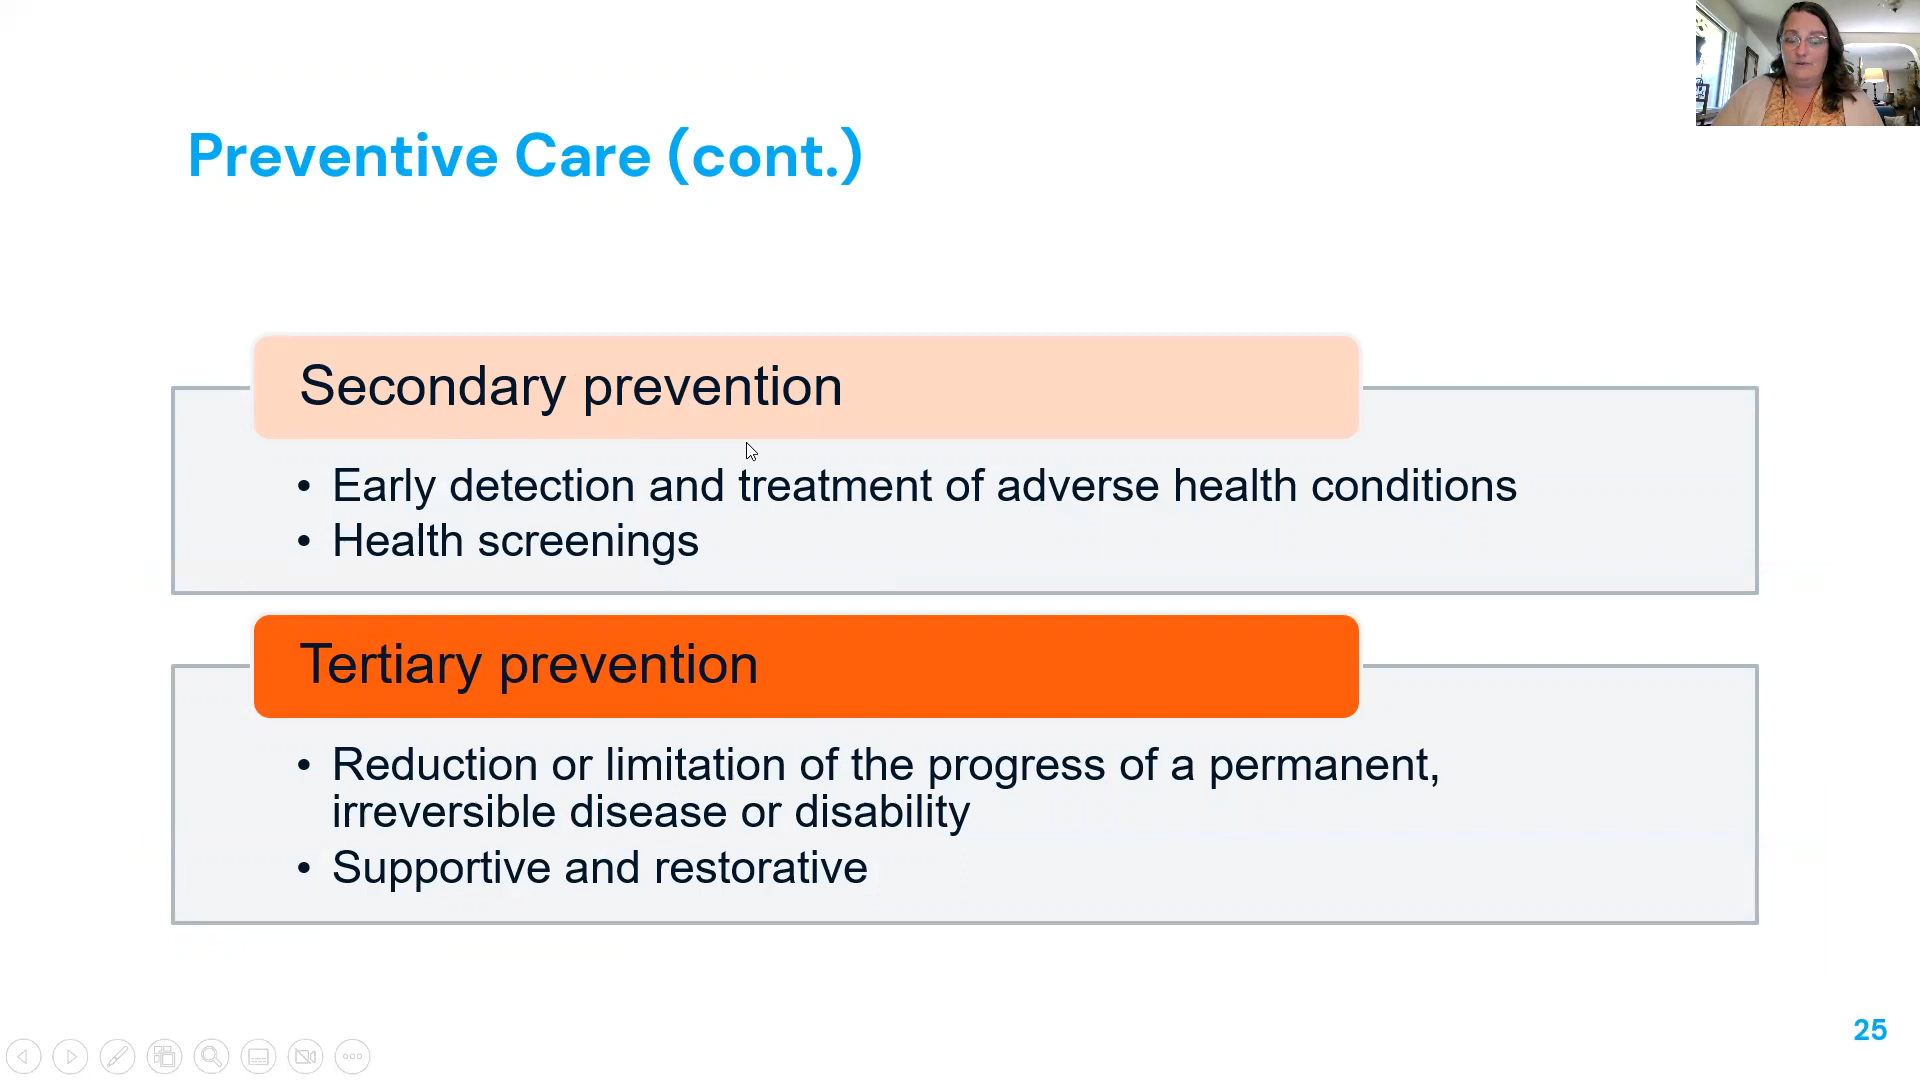 Preventive Care (cont.)
Secondary prevention
• Early detection and treatment of adverse health conditions
• Health screenings
Tertiary prevention
• Reduction or limitation of the progress of a permanent,
irreversible disease or disability
• Supportive and restorative
25